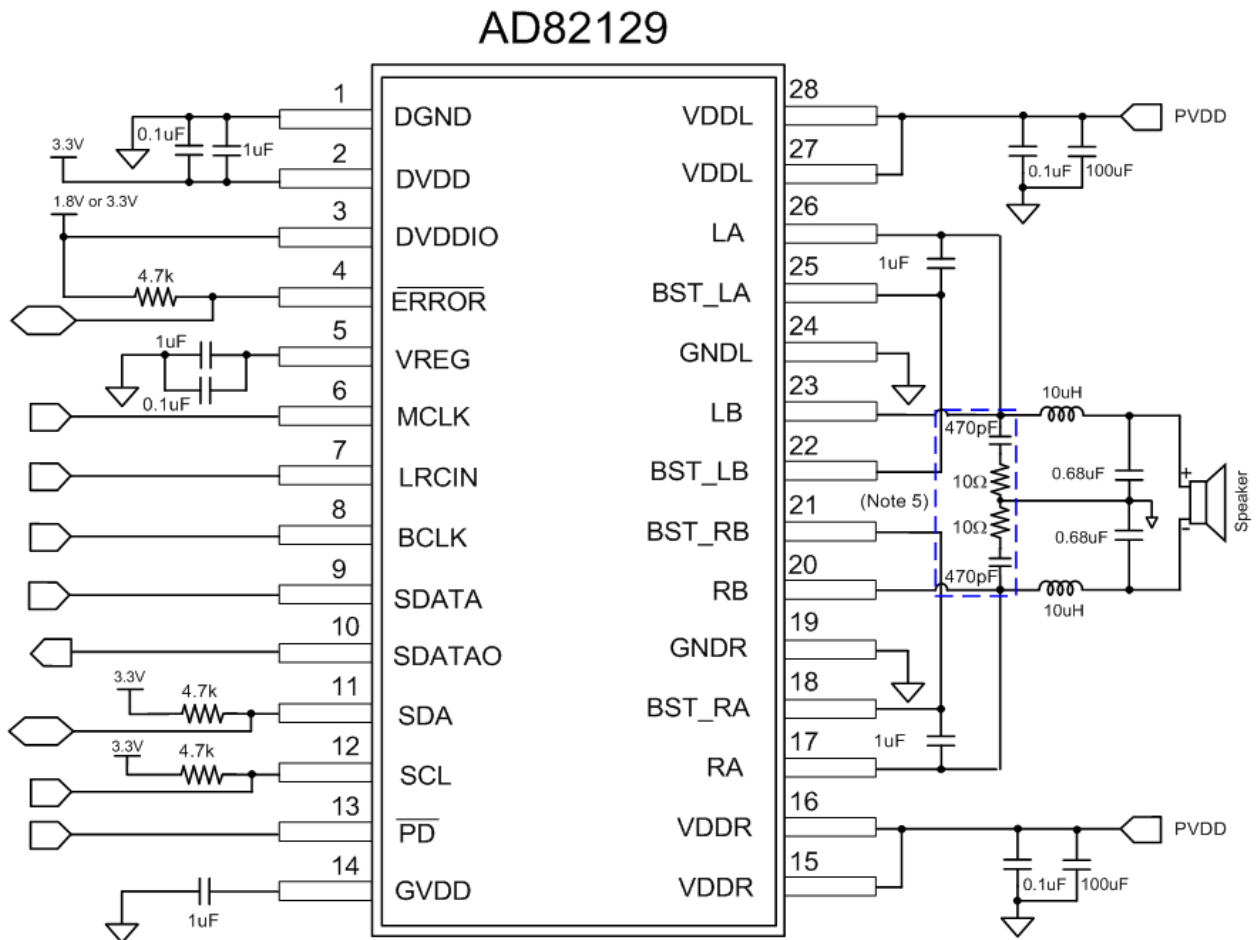 AD82129
1
DGND
0.1uF
1uF
3.3V
2
DVDD
1.8V or 3.3V
3
DVDDIO
4.7k
4
ERROR
1uF
5
VREG
0.1uF
6
MCLK
7
LRCIN
8
BCLK
9
SDATA
10
SDATAO
3.3V
4.7k
11
SDA
3.3V
4.7k
12
SCL
13
PD
14
GVDD
1uF
28
VDDL
PVDD
27
VDDL
0.1uF
100uF
26
LA
1uF
25
BST_LA
24
GNDL
23
LB
10uH
470pF
22
BST_LB
10Ω
0.68uF
(Note 5)
+
Speaker
21
BST_RB
10Ω
0.68uF
-
20
RB
470pF
10uH
19
GNDR
18
BST_RA
1uF
17
RA
16
VDDR
PVDD
15
VDDR
0.1uF
100uF